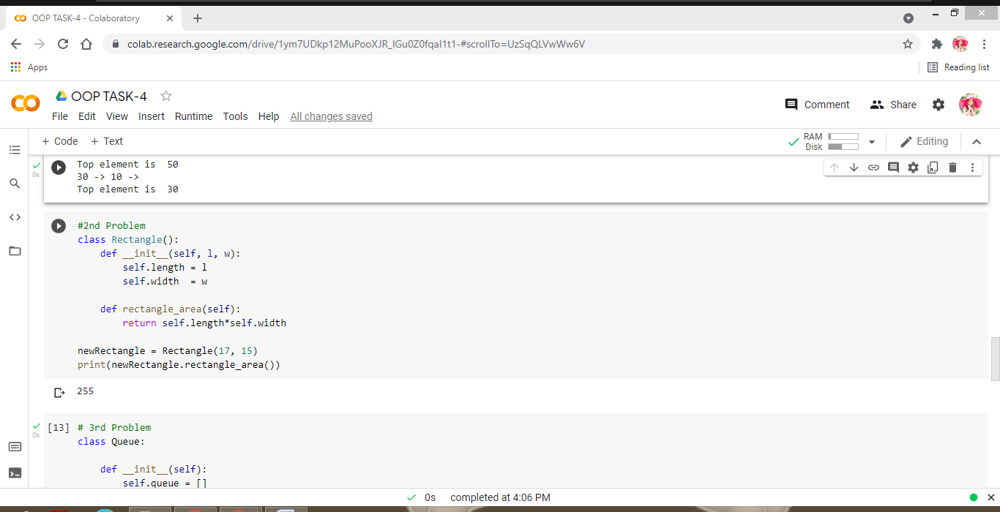 OOP TASK-4 - Colaboratory
colab.research.google.com/drive/1ym7UDkp12MuPooXJR_IGu0Z0fqaI1t1-#scrollTo=UzSqQLVwWw6V
Apps
Reading list
OOP TASK-4
File Edit View Insert Runtime Tools Help All changes saved
Comment Share
+ Code + Text
RAM
Disk
Editing
0s
Top element is  50
30 -> 10 ->
Top element is  30
#2nd Problem
class Rectangle():
    def __init__(self, l, w):
        self.length = l
        self.width  = w
    def rectangle_area(self):
        return self.length*self.width
newRectangle = Rectangle(17, 15)
print(newRectangle.rectangle_area())
255
0s
[13] # 3rd Problem
class Queue:
    def __init__(self):
        self.queue = []
0s completed at 4:06 PM